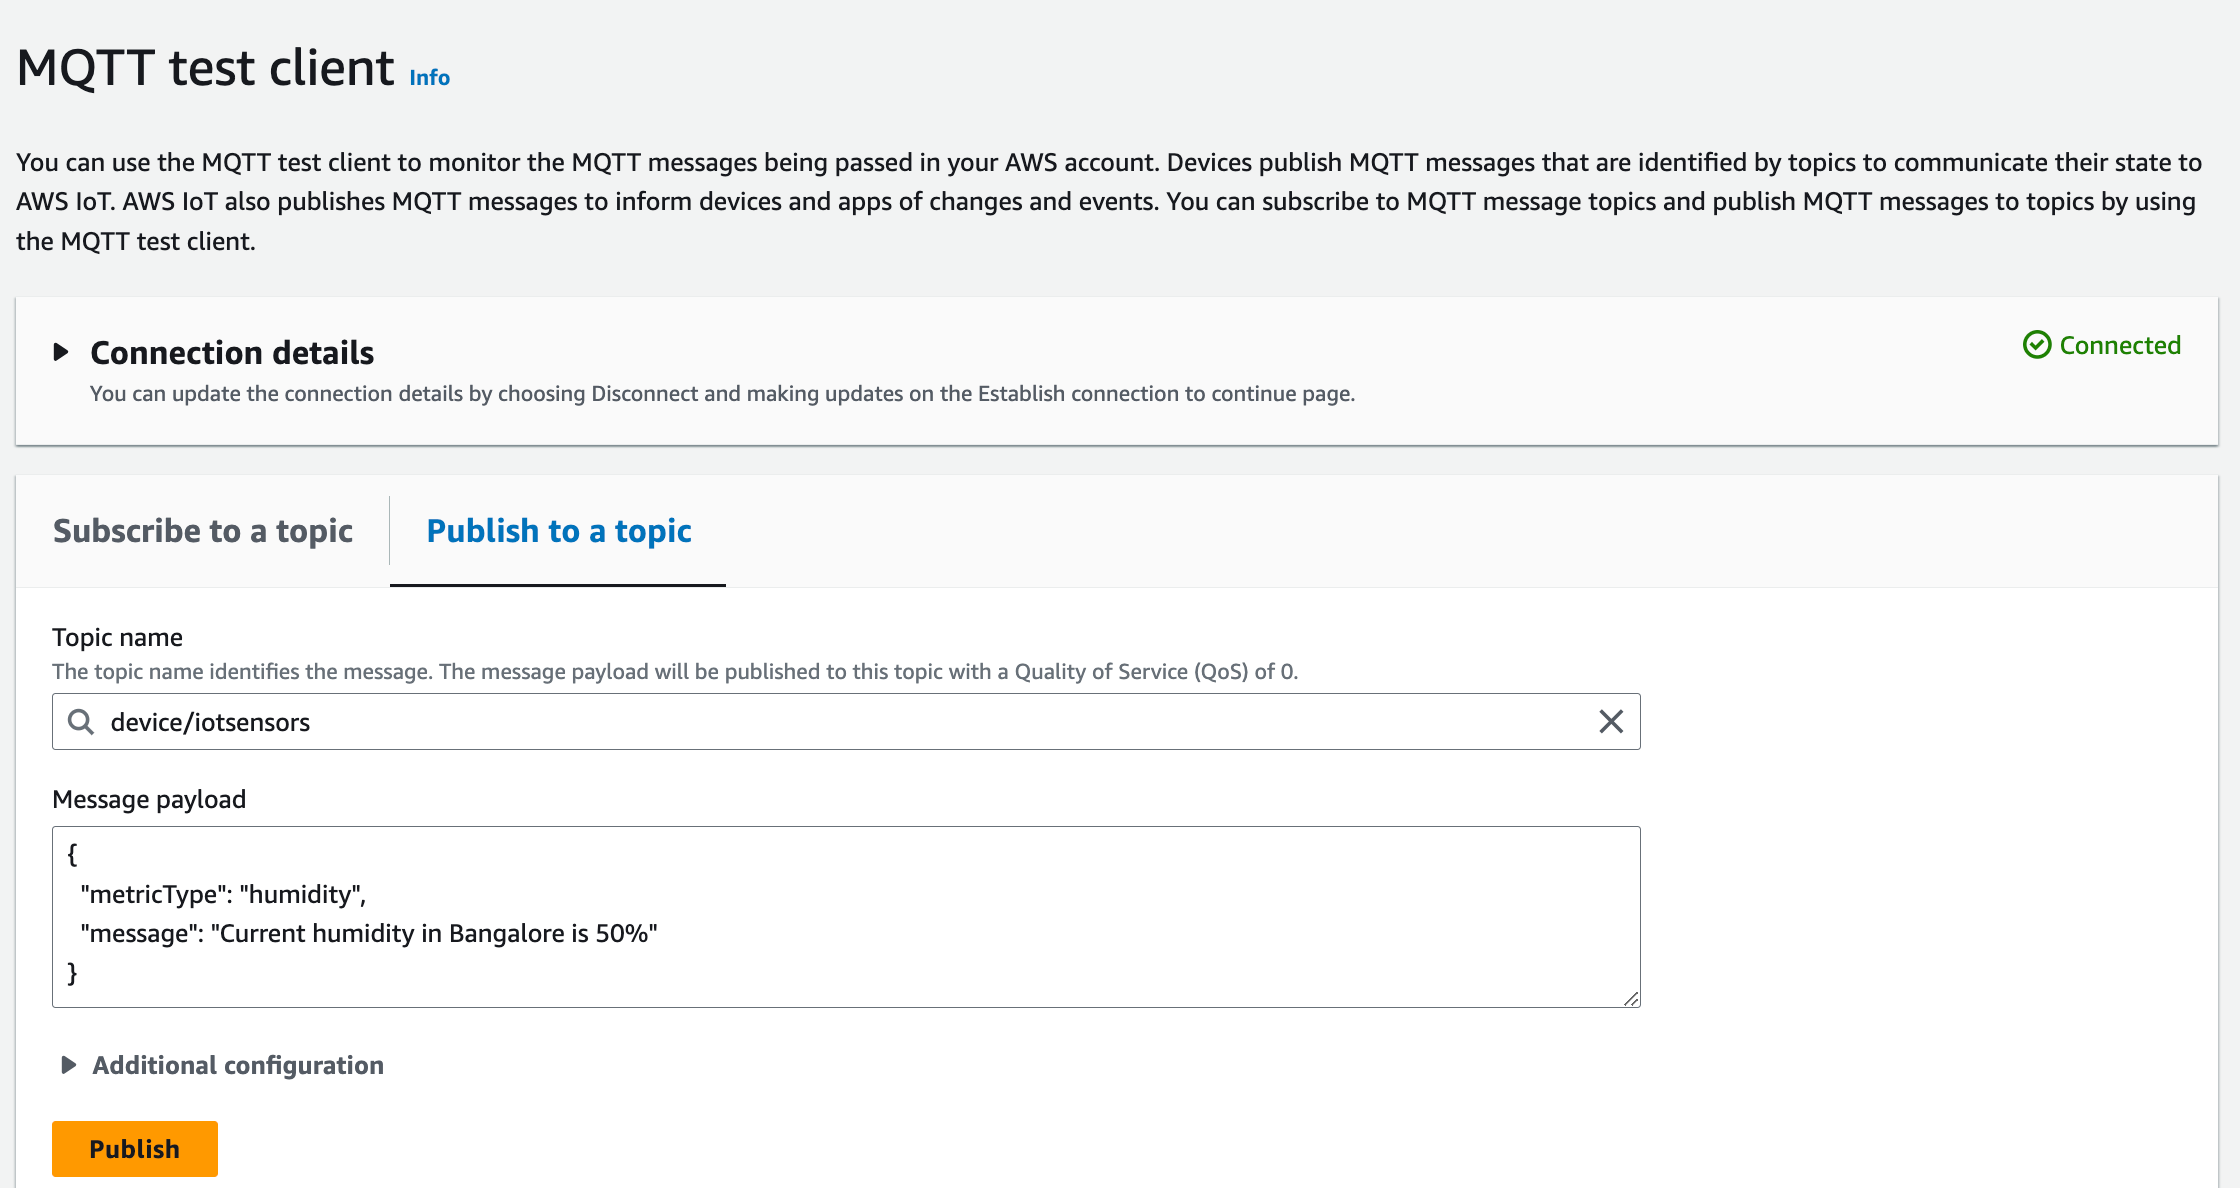 MQTT test client Info
You can use the MQTT test client to monitor the MQTT messages being passed in your AWS account. Devices publish MQTT messages that are identified by topics to communicate their state to
AWS IoT. AWS IoT also publishes MQTT messages to inform devices and apps of changes and events. You can subscribe to MQTT message topics and publish MQTT messages to topics by using
the MQTT test client.
Connection details
Connected
You can update the connection details by choosing Disconnect and making updates on the Establish connection to continue page.
Subscribe to a topic
Publish to a topic
Topic name
The topic name identifies the message. The message payload will be published to this topic with a Quality of Service (QoS) of 0.
device/iotsensors
Message payload
{
"metricType": "humidity",
"message": "Current humidity in Bangalore is 50%"
}
Additional configuration
Publish